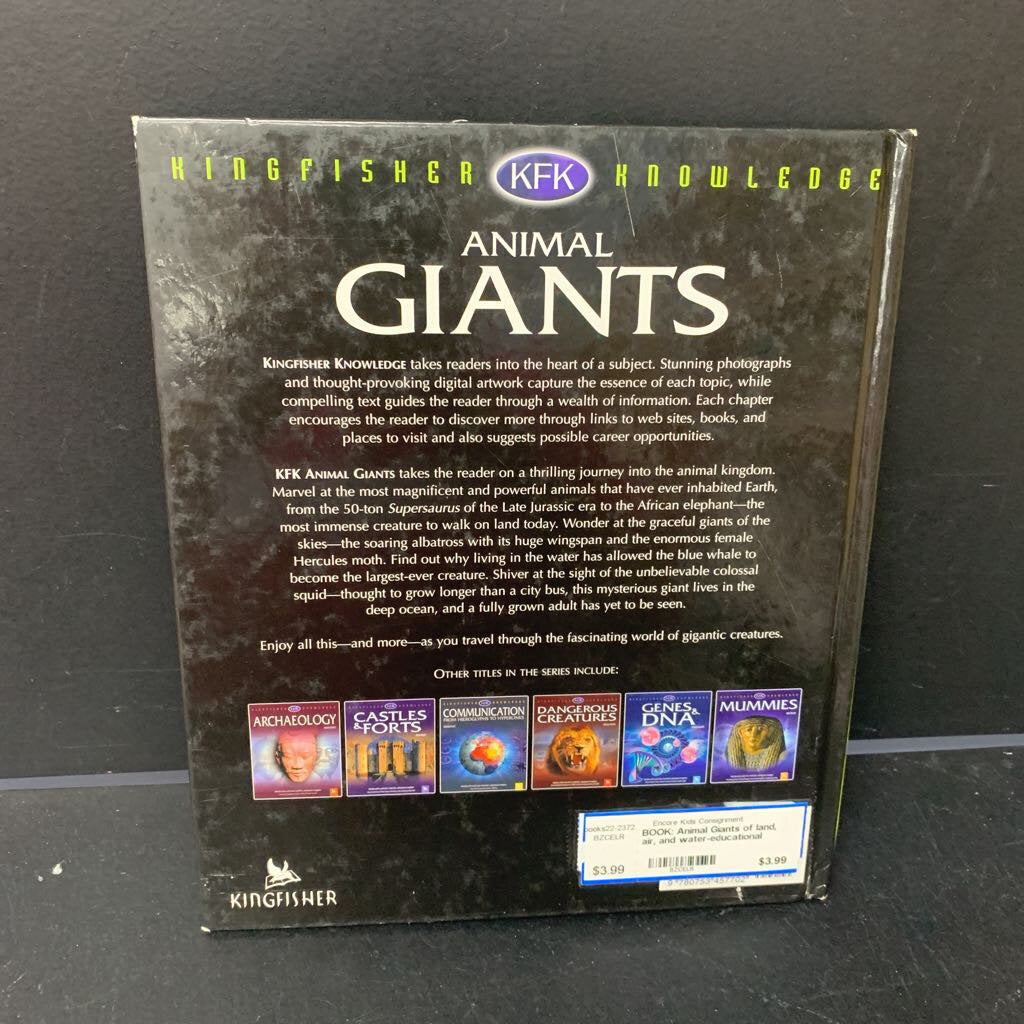 KINGFISHER KFK KNOWLEDGE
ANIMAL
GIANTS
KINGFISHER KNOWLEDGE takes readers into the heart of a subject. Stunning photographs
and thought-provoking digital artwork capture the essence of each topic, while
compelling text guides the reader through a wealth of information. Each chapter
encourages the reader to discover more through links to web sites, books, and
places to visit and also suggests possible career opportunities.
KFK ANIMAL GIANTS takes the reader on a thrilling journey into the animal kingdom.
Marvel at the most magnificent and powerful animals that have ever inhabited Earth,
from the 50-ton Supersaurus of the Late Jurassic era to the African elephant—the
most immense creature to walk on land today. Wonder at the graceful giants of the
skies—the soaring albatross with its huge wingspan and the enormous female
Hercules moth. Find out why living in the water has allowed the blue whale to
become the largest-ever creature. Shiver at the sight of the unbelievable colossal
squid—thought to grow longer than a city bus, this mysterious giant lives in the
deep ocean, and a fully grown adult has yet to be seen.
Enjoy all this—and more—as you travel through the fascinating world of gigantic creatures.
OTHER TITLES IN THE SERIES INCLUDE:
ARCHAEOLOGY
CASTLES
& FORTS
COMMUNICATION
FROM HIEROGLYPHS TO HYPERLINKS
DANGEROUS
CREATURES
GENES &
DNA
MUMMIES
books22-2372
BZCELR
$3.99
Encore Kids Consignment
BOOK: Animal Giants of land,
air, and water-educational
BZCELR
$3.99
9 780753 457702
KINGFISHER